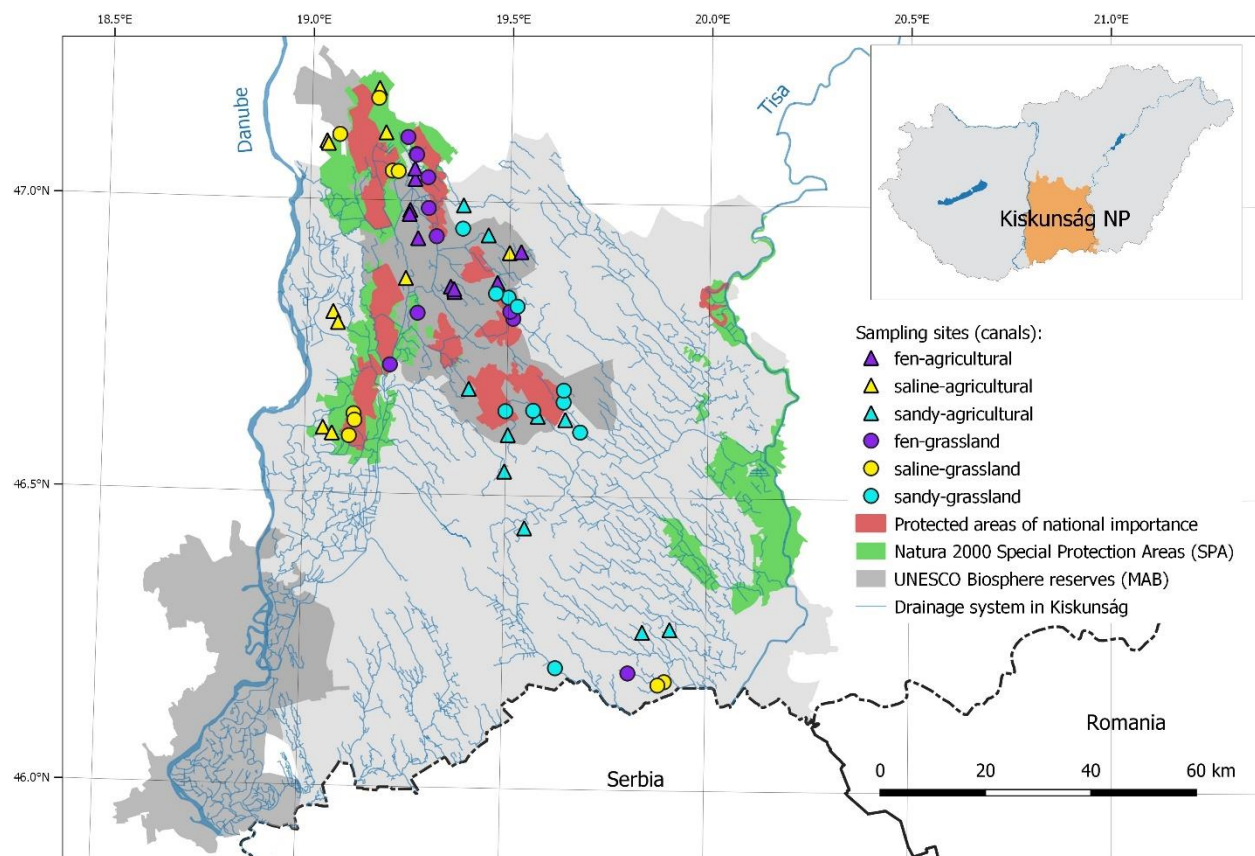 18.5°E 19.0°E 19.5°E 20.0°E 20.5°E 21.0°E
Danube
Tisa
47.0°N
Kiskunság NP
Sampling sites (canals):
fen-agricultural
saline-agricultural
sandy-agricultural
fen-grassland
saline-grassland
sandy-grassland
Protected areas of national importance
Natura 2000 Special Protection Areas (SPA)
UNESCO Biosphere reserves (MAB)
Drainage system in Kiskunság
46.5°N
46.0°N
Romania
Serbia
0 20 40 60 km